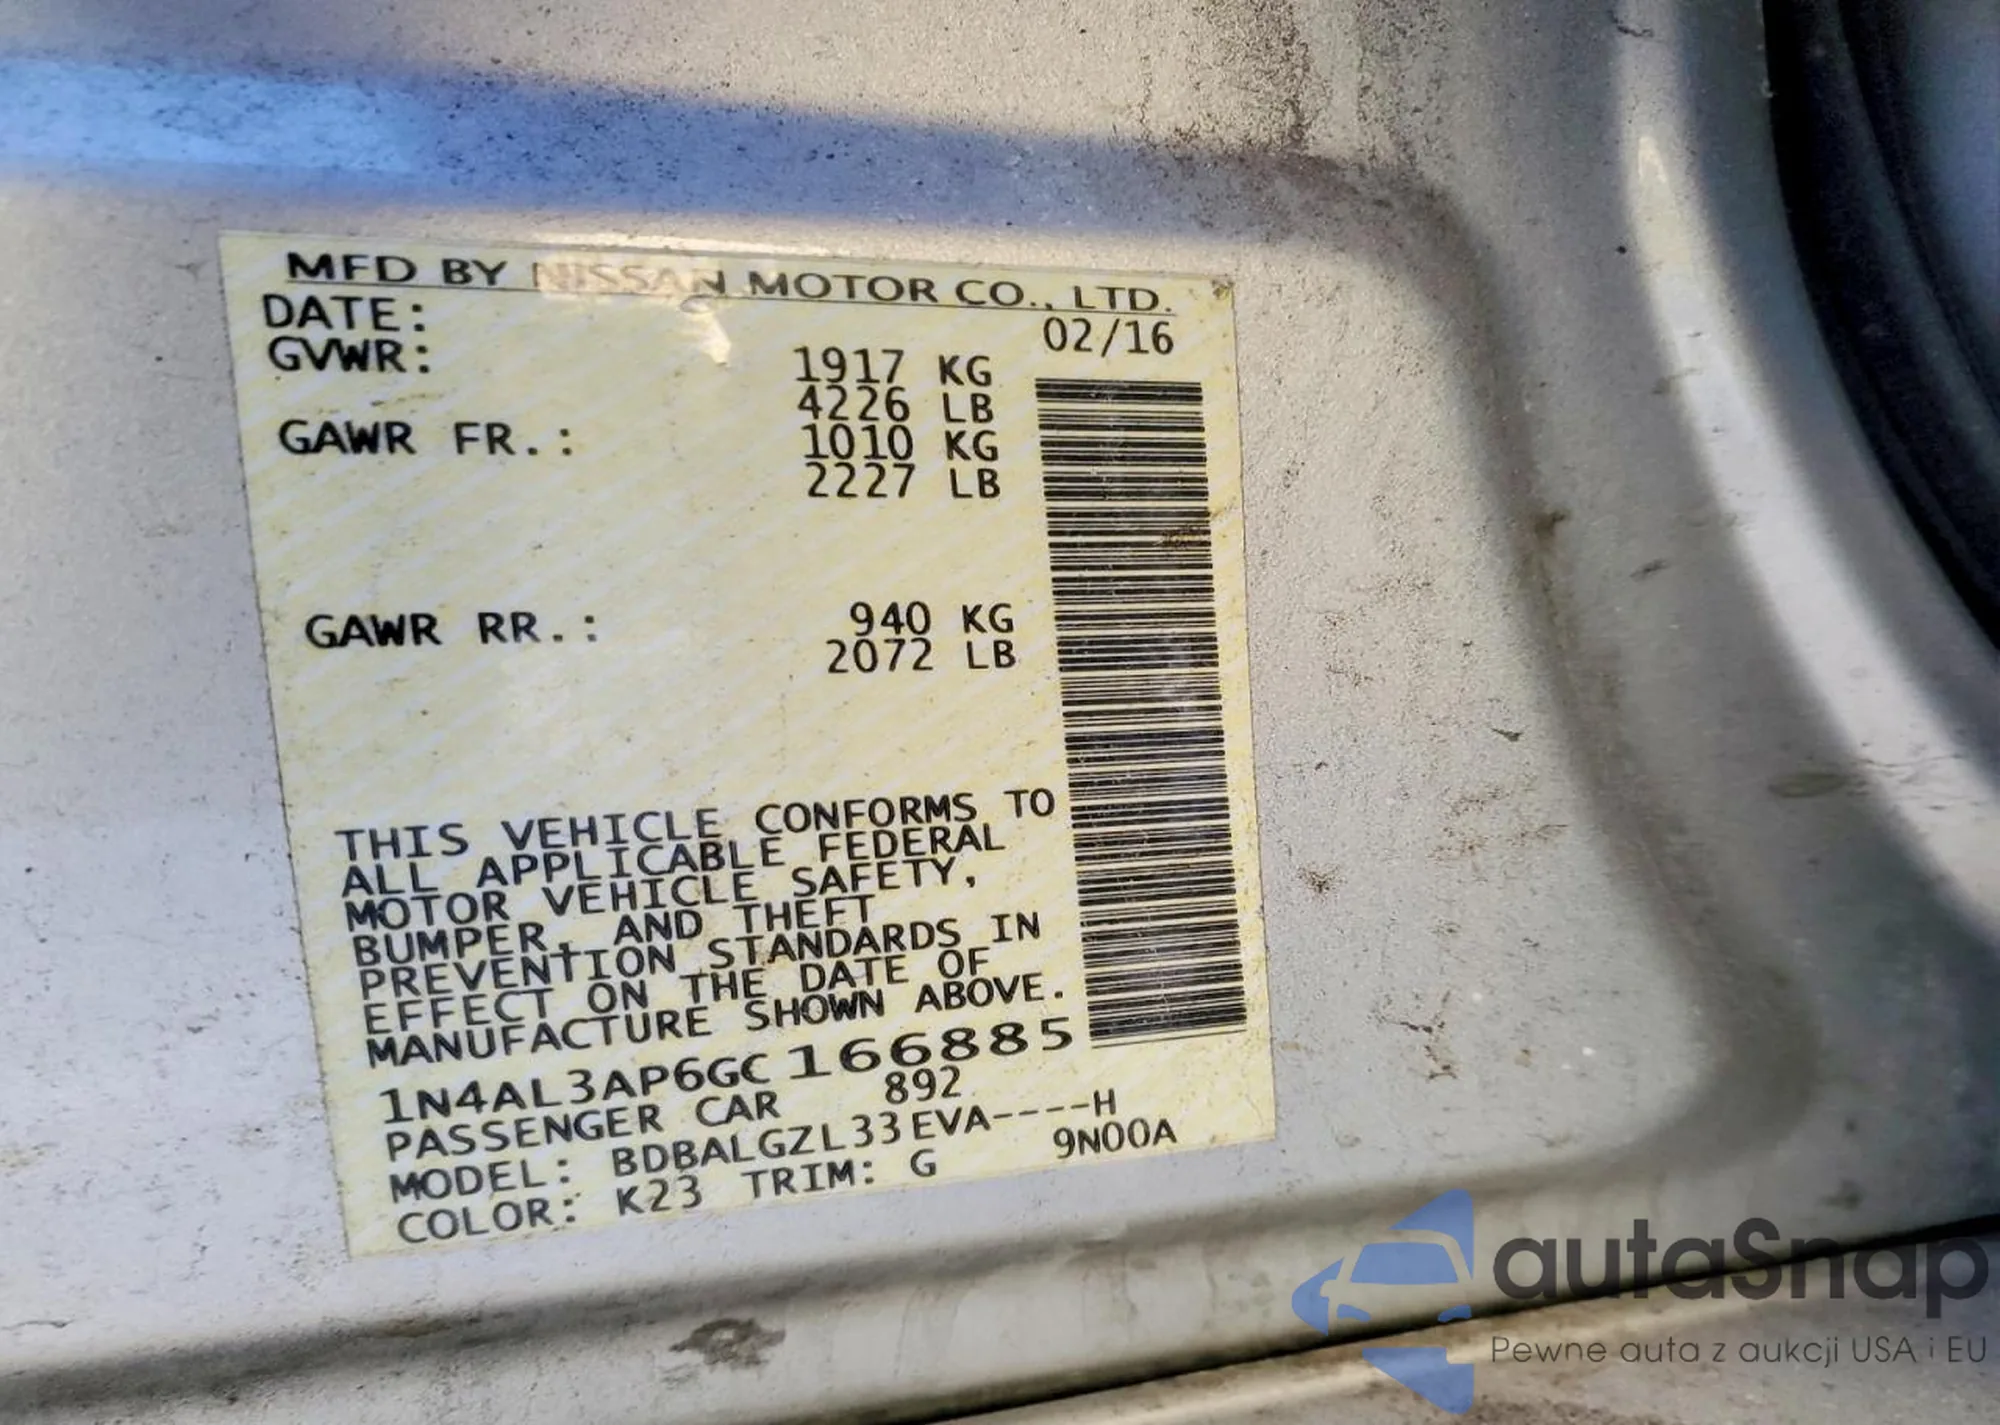 MFD BY NISSAN MOTOR CO., LTD.
DATE: 02/16
GVWR: 1917 KG
4226 LB
GAWR FR.: 1010 KG
2227 LB
GAWR RR.: 940 KG
2072 LB
THIS VEHICLE CONFORMS TO
ALL APPLICABLE FEDERAL
MOTOR VEHICLE SAFETY,
BUMPER, AND THEFT
PREVENTION STANDARDS IN
EFFECT ON THE DATE OF
MANUFACTURE SHOWN ABOVE.
1N4AL3AP6GC166885
PASSENGER CAR 892
MODEL: BDBALGZL33EVA----H
COLOR: K23 TRIM: G 9N00A
autaSnap
Pewne auta z aukcji USA i EU